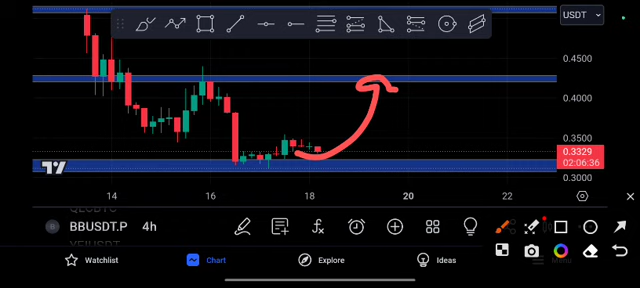 USDT
0.4500
0.4000
0.3500
0.3329
02:06:36
0.3000
14 16 18 20 22
BBUSDT.P 4h
Watchlist Chart Explore Ideas